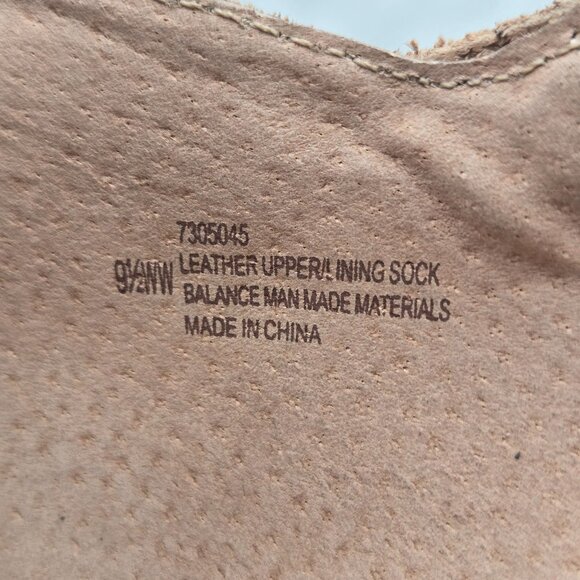 7305045
9½WW LEATHER UPPER/LINING SOCK
BALANCE MAN MADE MATERIALS
MADE IN CHINA